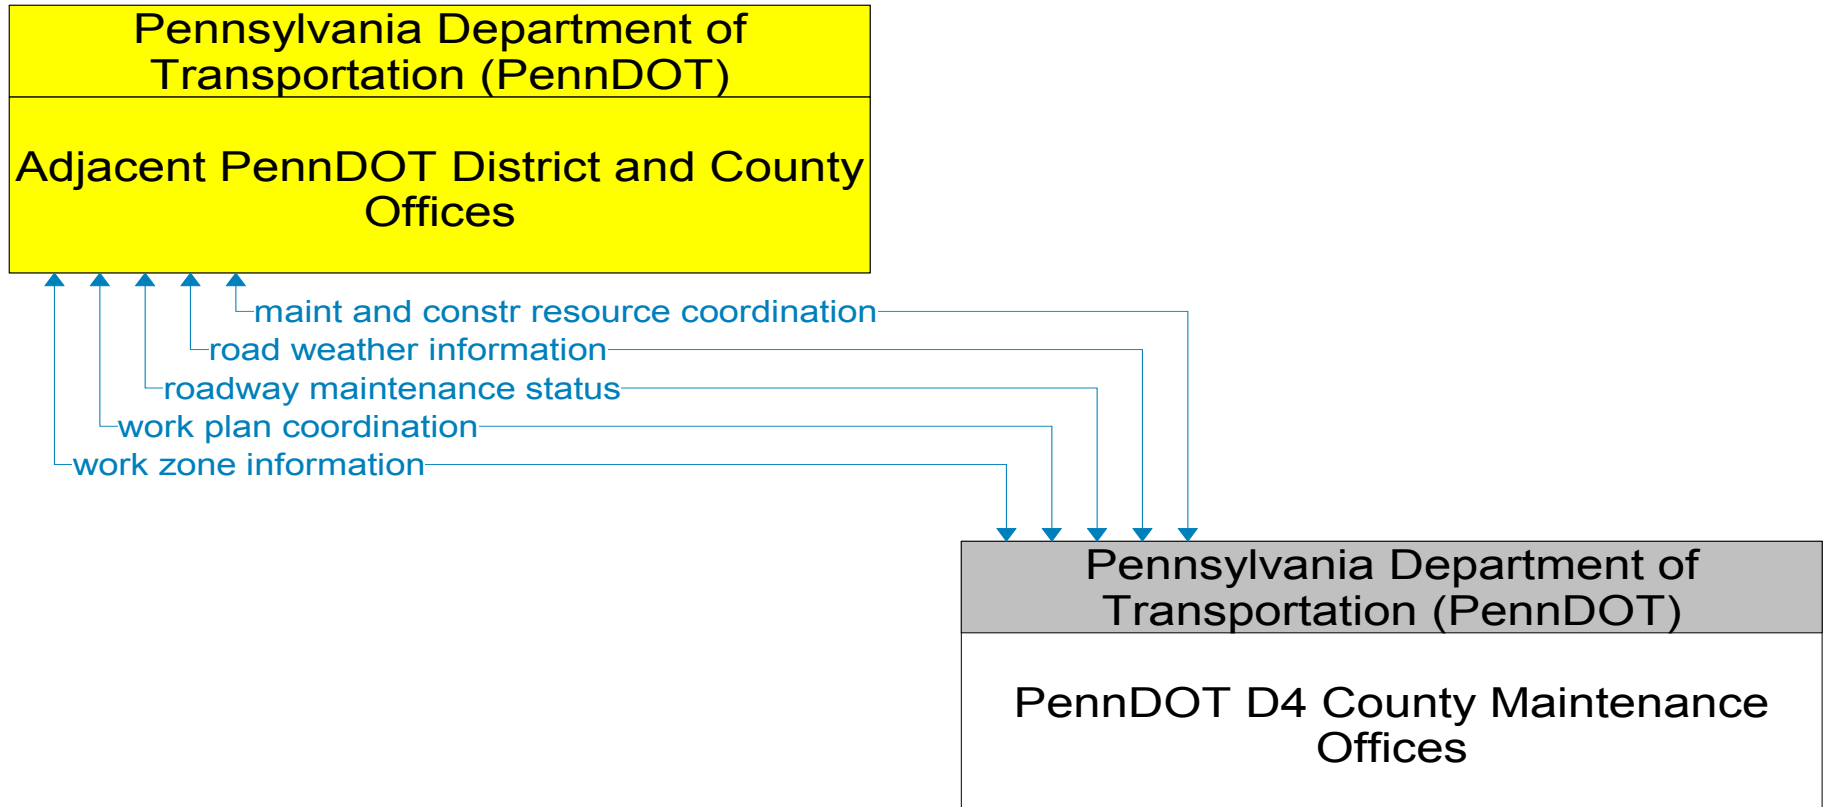 Pennsylvania Department of
Transportation (PennDOT)
Adjacent PennDOT District and County
Offices
maint and constr resource coordination
road weather information
roadway maintenance status
work plan coordination
work zone information
Pennsylvania Department of
Transportation (PennDOT)
PennDOT D4 County Maintenance
Offices